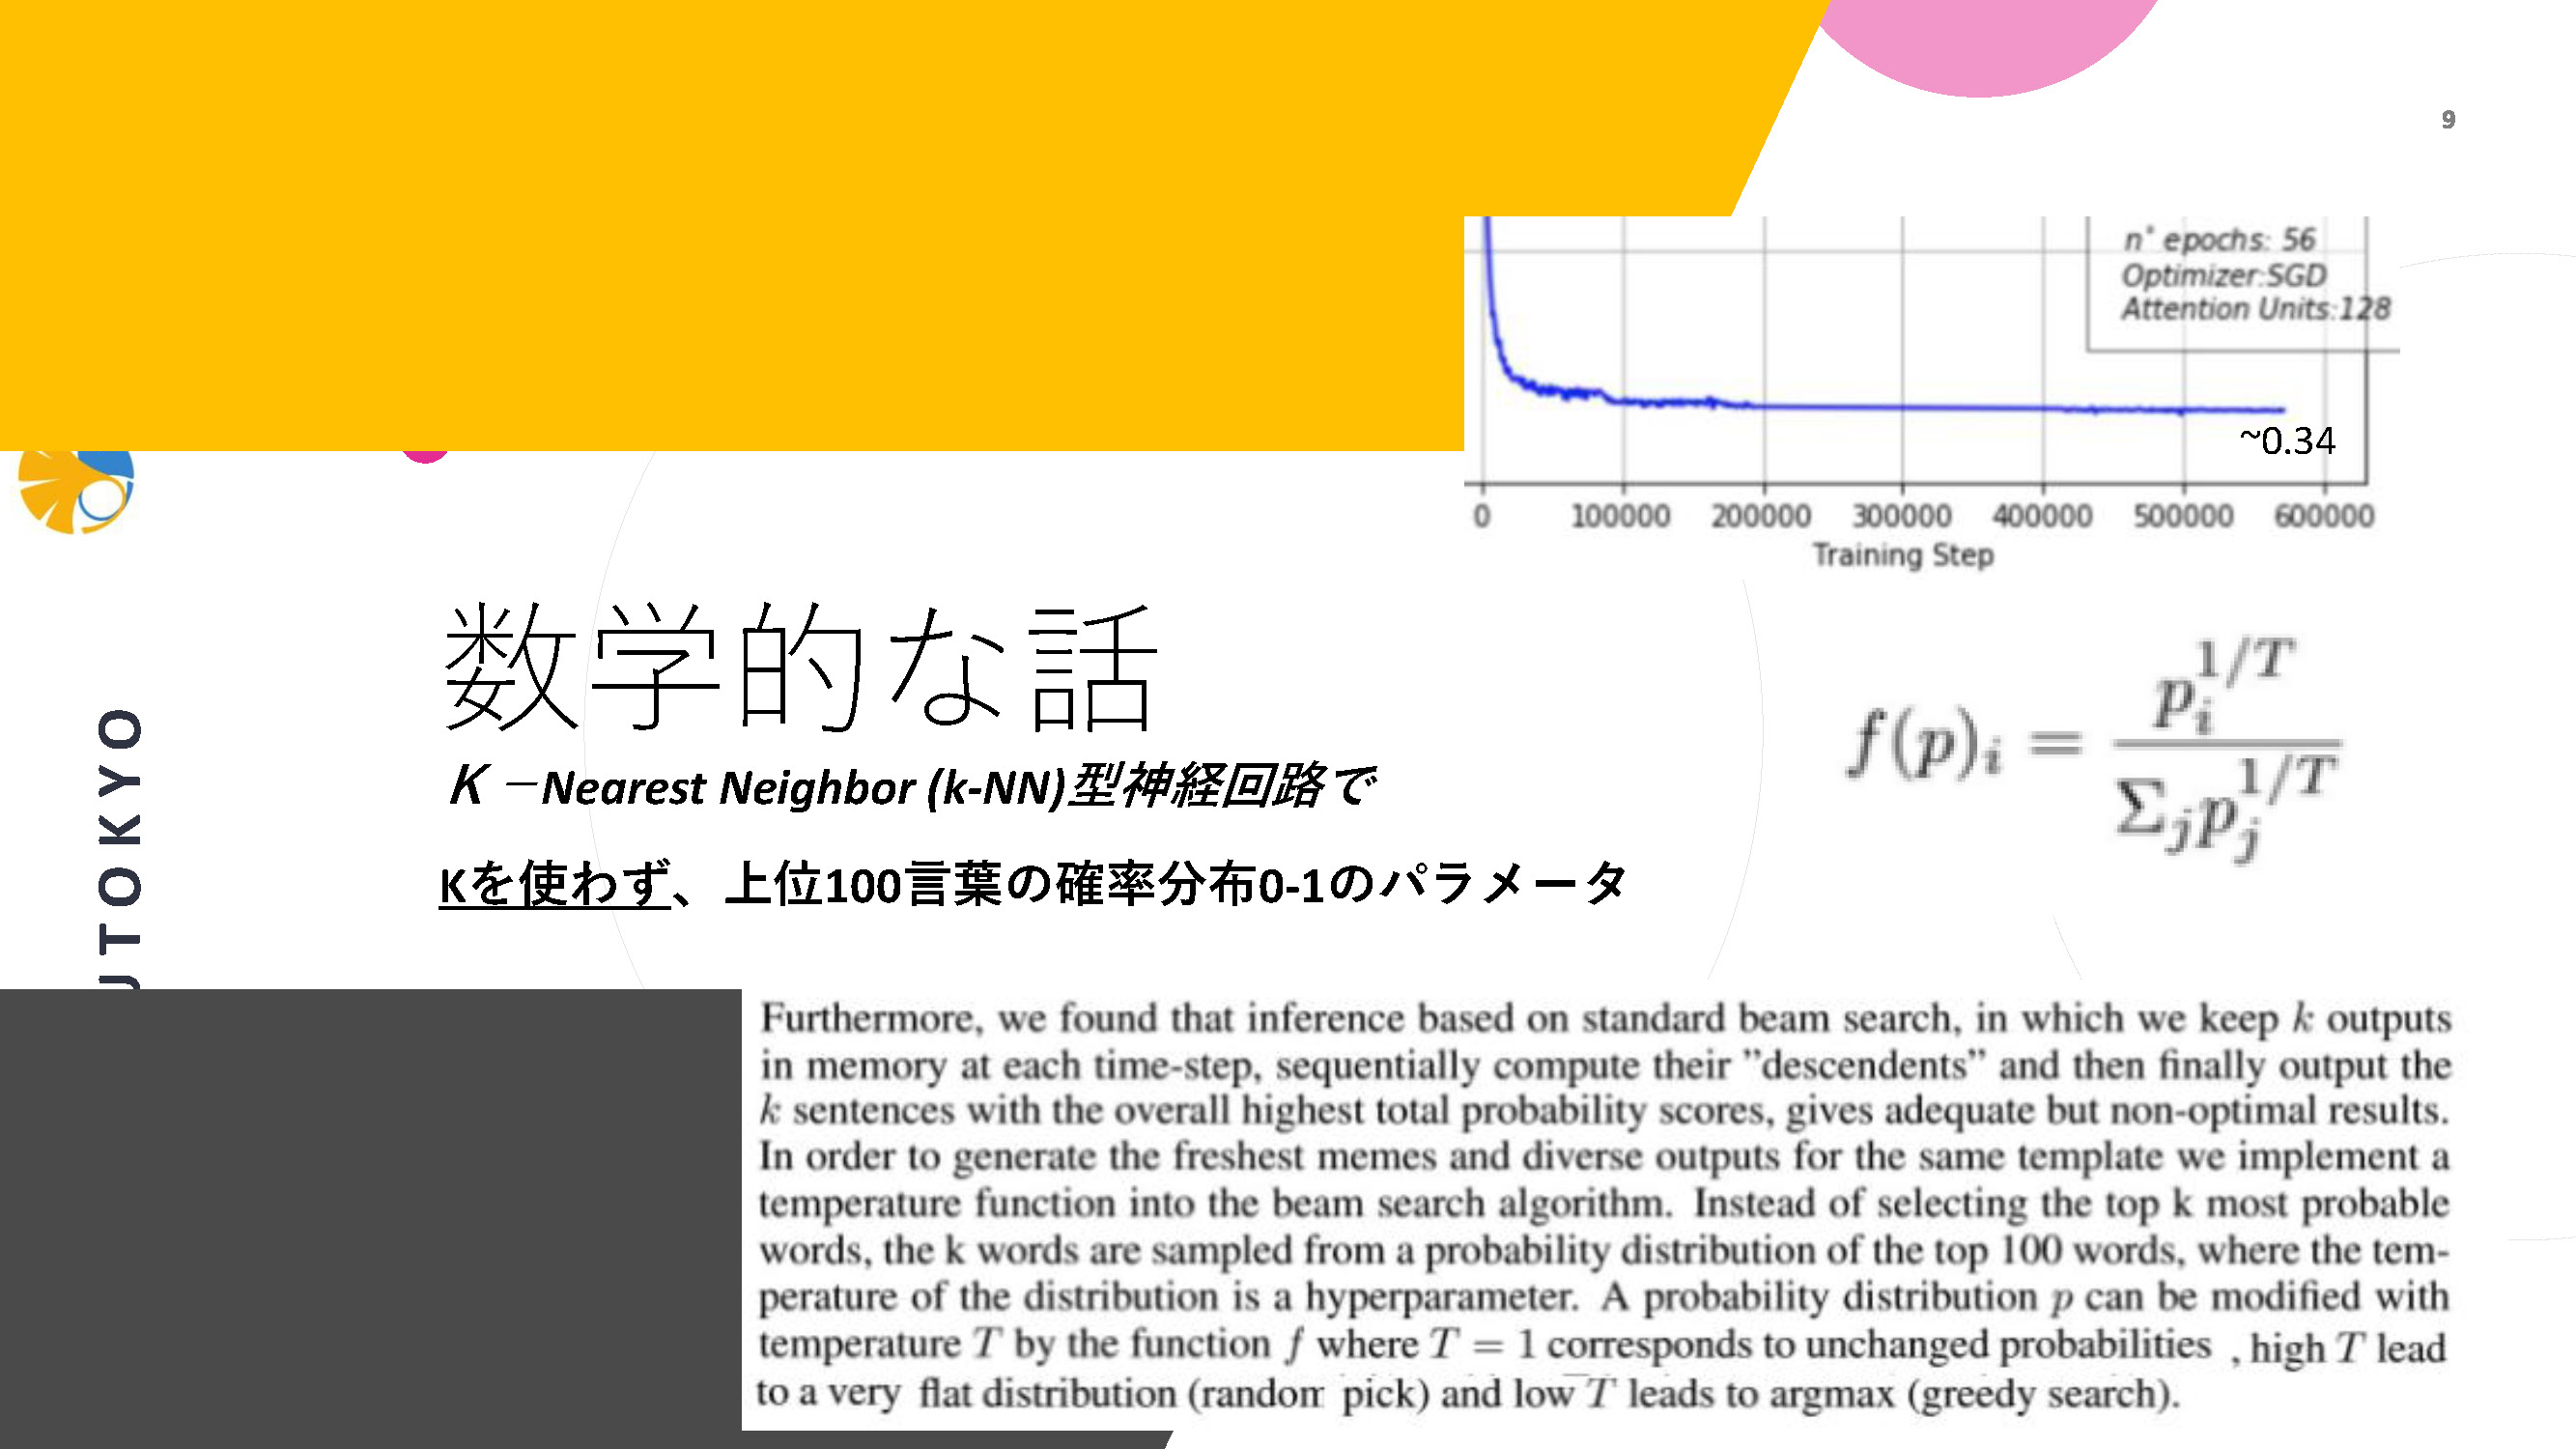 9
n° epochs: 56
Optimizer:SGD
Attention Units:128
~0.34
0 100000 200000 300000 400000 500000 600000
Training Step
UTOKYO
数学的な話
K－Nearest Neighbor (k-NN)型神経回路で
Kを使わず、上位100言葉の確率分布0-1のパラメータ
f(p)_i = p_i^{1/T} / Σ_j p_j^{1/T}
Furthermore, we found that inference based on standard beam search, in which we keep k outputs
in memory at each time-step, sequentially compute their ”descendents” and then finally output the
k sentences with the overall highest total probability scores, gives adequate but non-optimal results.
In order to generate the freshest memes and diverse outputs for the same template we implement a
temperature function into the beam search algorithm. Instead of selecting the top k most probable
words, the k words are sampled from a probability distribution of the top 100 words, where the tem-
perature of the distribution is a hyperparameter. A probability distribution p can be modified with
temperature T by the function f where T = 1 corresponds to unchanged probabilities , high T lead
to a very flat distribution (random pick) and low T leads to argmax (greedy search).